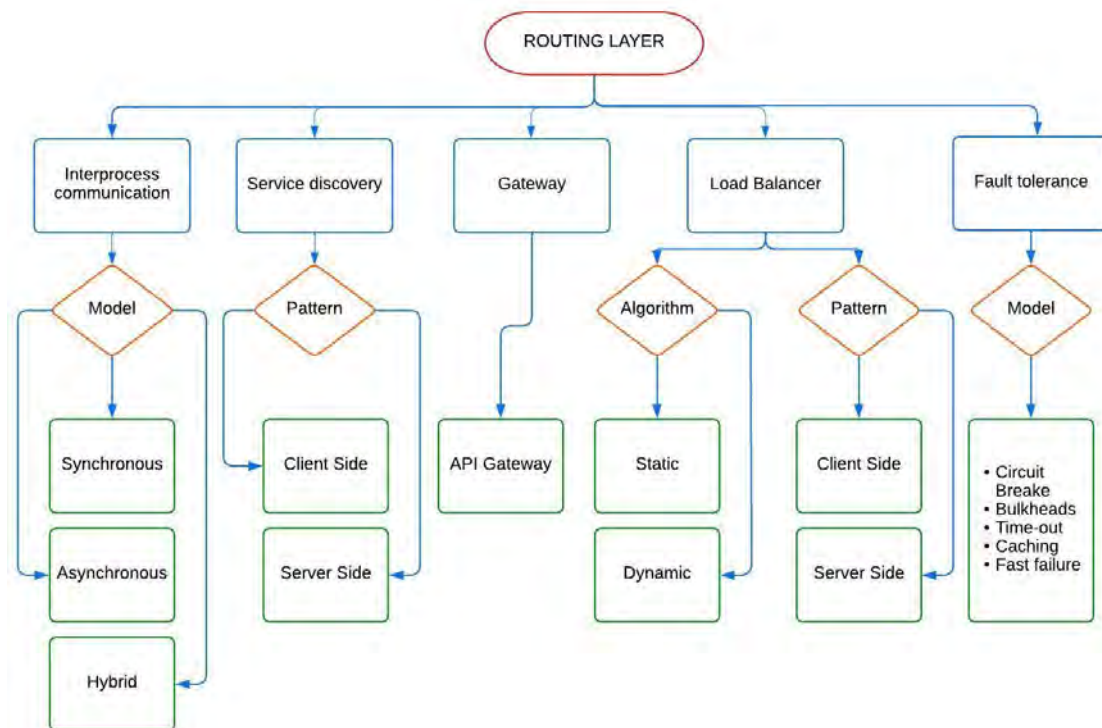 ROUTING LAYER
Interprocess
communication
Service discovery
Gateway
Load Balancer
Fault tolerance
Model
Pattern
Algorithm
Pattern
Model
Synchronous
Client Side
API Gateway
Static
Client Side
• Circuit
Breake
• Bulkheads
• Time-out
• Caching
• Fast failure
Asynchronous
Server Side
Dynamic
Server Side
Hybrid